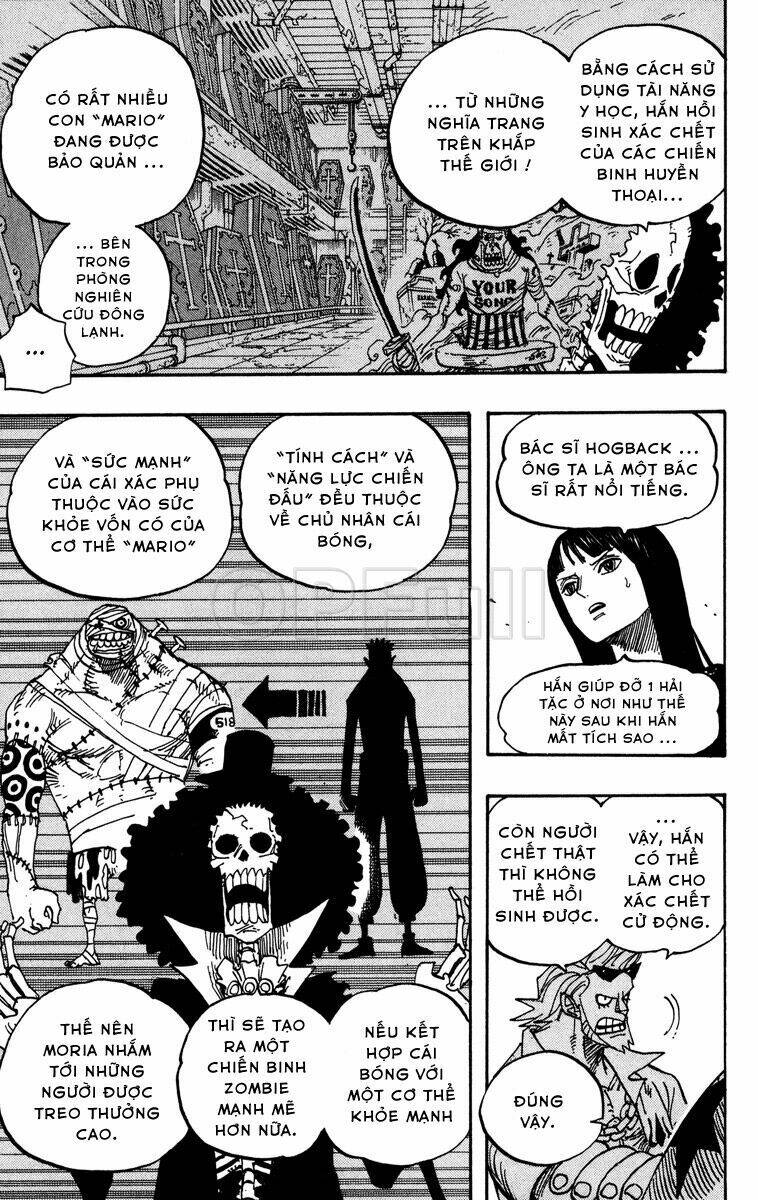 BẰNG CÁCH SỬ
DỤNG TÀI NĂNG
Y HỌC, HẮN HỒI
SINH XÁC CHẾT
CỦA CÁC CHIẾN
BINH HUYỀN
THOẠI...
... TỪ NHỮNG
NGHĨA TRANG
TRÊN KHẮP
THẾ GIỚI !
CÓ RẤT NHIỀU
CON "MARIO"
ĐANG ĐƯỢC
BẢO QUẢN ...
... BÊN
TRONG
PHÒNG
NGHIÊN
CỨU ĐÔNG
LẠNH.
...
YOUR
SONG
BÁC SĨ HOGBACK ...
ÔNG TA LÀ MỘT BÁC
SĨ RẤT NỔI TIẾNG.
HẮN GIÚP ĐỠ 1 HẢI
TẶC Ở NƠI NHƯ THẾ
NÀY SAU KHI HẮN
MẤT TÍCH SAO ...
"TÍNH CÁCH" VÀ
"NĂNG LỰC CHIẾN
ĐẤU" ĐỀU THUỘC
VỀ CHỦ NHÂN CÁI
BÓNG,
VÀ "SỨC MẠNH"
CỦA CÁI XÁC PHỤ
THUỘC VÀO SỨC
KHỎE VỐN CÓ CỦA
CƠ THỂ "MARIO"
OPFull
618
NẾU KẾT
HỢP CÁI
BÓNG VỚI
MỘT CƠ THỂ
KHỎE MẠNH
THÌ SẼ TẠO
RA MỘT
CHIẾN BINH
ZOMBIE
MẠNH MẼ
HƠN NỮA.
THẾ NÊN
MORIA NHẮM
TỚI NHỮNG
NGƯỜI ĐƯỢC
TREO THƯỞNG
CAO.
...
VẬY, HẮN
CÓ THỂ
LÀM CHO
XÁC CHẾT
CỬ ĐỘNG.
CÒN NGƯỜI
CHẾT THẬT
THÌ KHÔNG
THỂ HỒI
SINH ĐƯỢC.
ĐÚNG
VẬY.